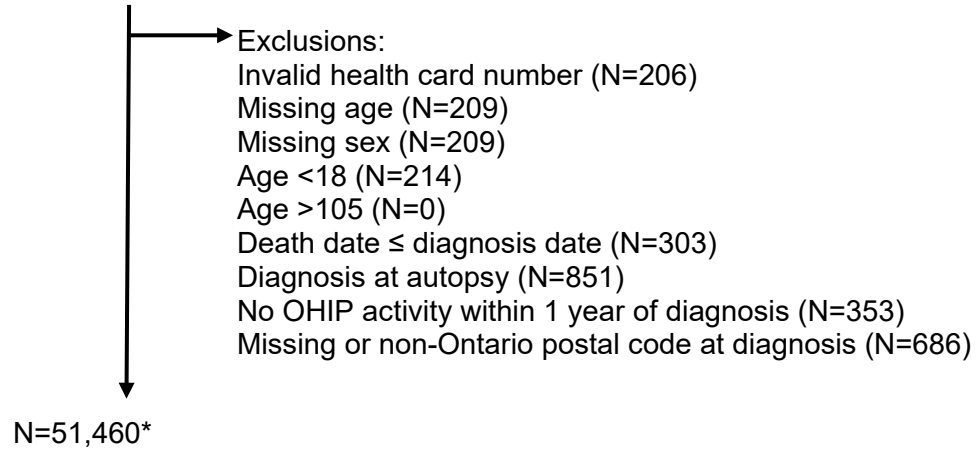 Exclusions:
Invalid health card number (N=206)
Missing age (N=209)
Missing sex (N=209)
Age <18 (N=214)
Age >105 (N=0)
Death date ≤ diagnosis date (N=303)
Diagnosis at autopsy (N=851)
No OHIP activity within 1 year of diagnosis (N=353)
Missing or non-Ontario postal code at diagnosis (N=686)
N=51,460*